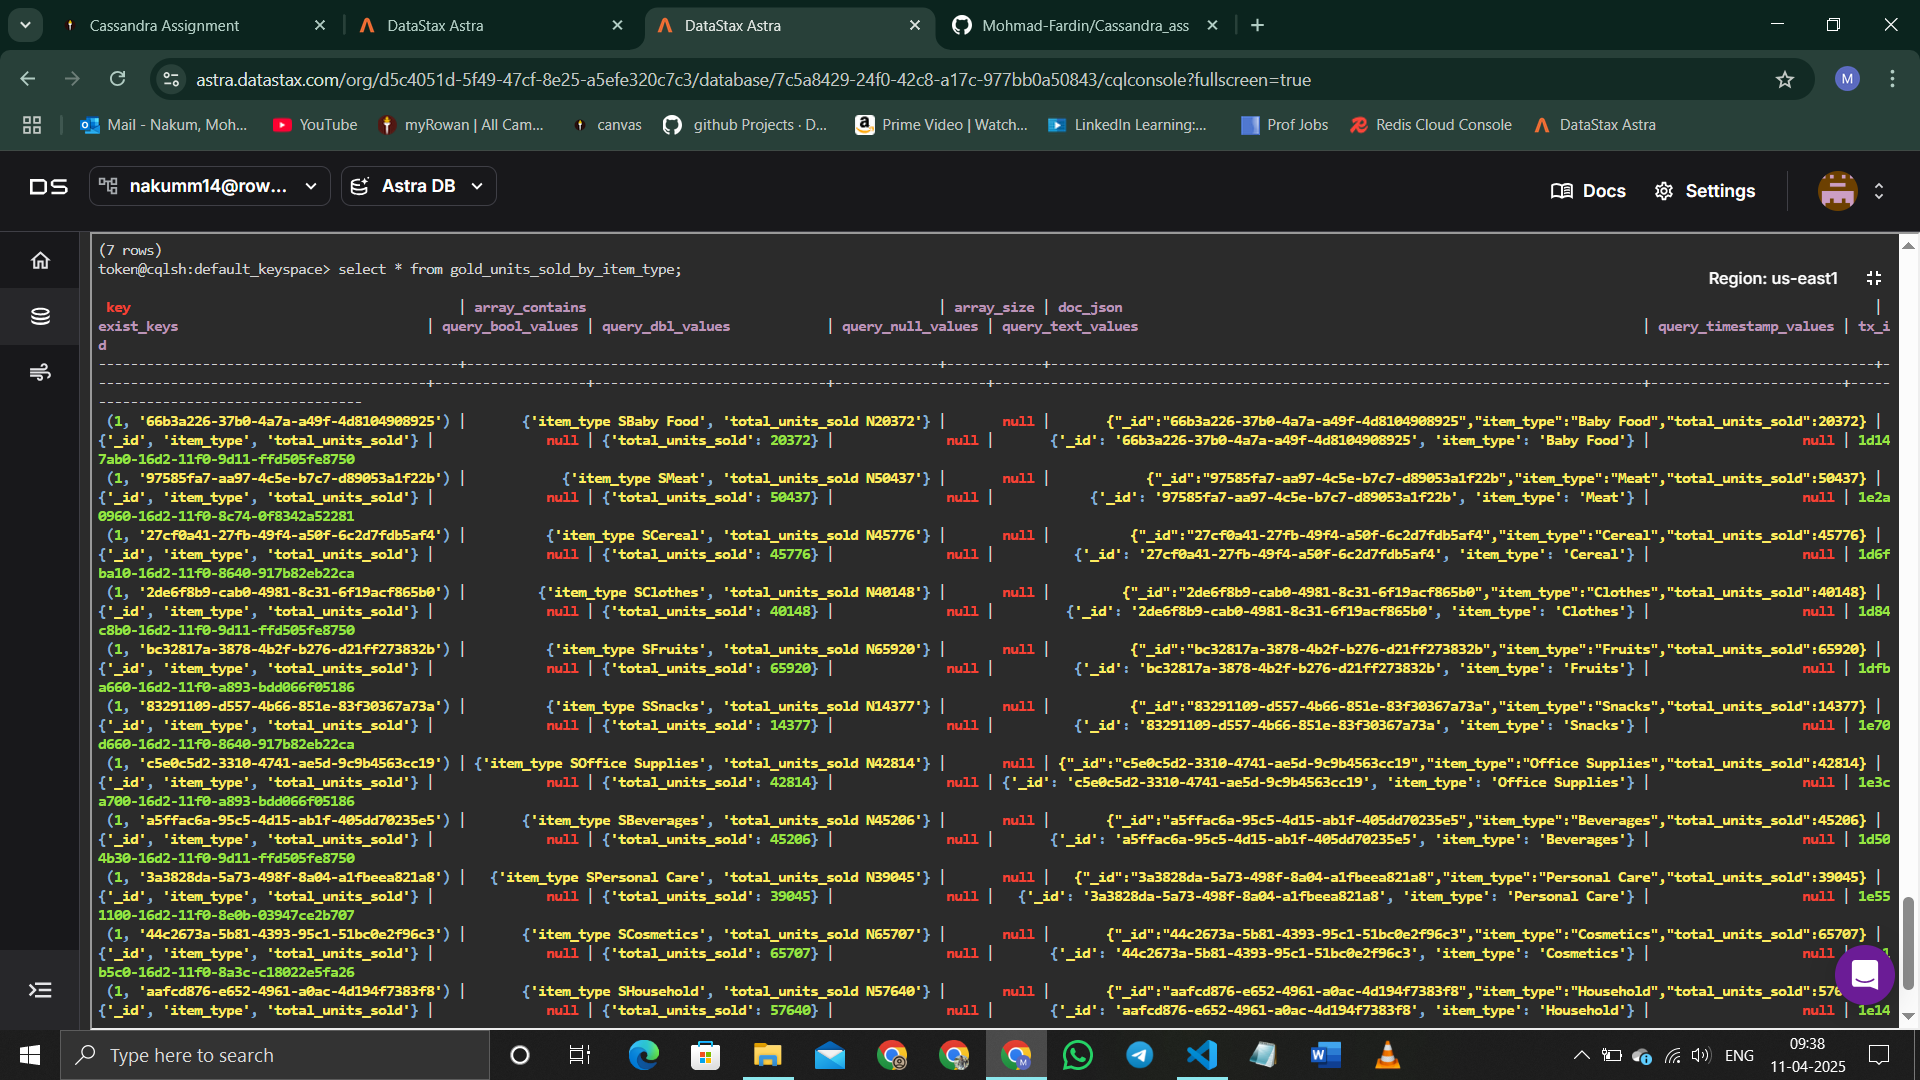 Cassandra Assignment
DataStax Astra
DataStax Astra
Mohmad-Fardin/Cassandra_ass
astra.datastax.com/org/d5c4051d-5f49-47cf-8e25-a5efe320c7c3/database/7c5a8429-24f0-42c8-a17c-977bb0a50843/cqlconsole?fullscreen=true
M
Mail - Nakum, Moh...
YouTube
myRowan | All Cam...
canvas
github Projects · D...
Prime Video | Watch...
LinkedIn Learning:...
Prof Jobs
Redis Cloud Console
DataStax Astra
DS
nakumm14@row...
Astra DB
Docs
Settings
(7 rows)
token@cqlsh:default_keyspace> select * from gold_units_sold_by_item_type;
Region: us-east1
key | array_contains | array_size | doc_json |
exist_keys | query_bool_values | query_dbl_values | query_null_values | query_text_values | query_timestamp_values | tx_i
d
(1, '66b3a226-37b0-4a7a-a49f-4d8104908925') | {'item_type SBaby Food', 'total_units_sold N20372'} | null | {"_id":"66b3a226-37b0-4a7a-a49f-4d8104908925","item_type":"Baby Food","total_units_sold":20372} |
{'_id', 'item_type', 'total_units_sold'} | null | {'total_units_sold': 20372} | null | {'_id': '66b3a226-37b0-4a7a-a49f-4d8104908925', 'item_type': 'Baby Food'} | null | 1d14
7ab0-16d2-11f0-9d11-ffd505fe8750
(1, '97585fa7-aa97-4c5e-b7c7-d89053a1f22b') | {'item_type SMeat', 'total_units_sold N50437'} | null | {"_id":"97585fa7-aa97-4c5e-b7c7-d89053a1f22b","item_type":"Meat","total_units_sold":50437} |
{'_id', 'item_type', 'total_units_sold'} | null | {'total_units_sold': 50437} | null | {'_id': '97585fa7-aa97-4c5e-b7c7-d89053a1f22b', 'item_type': 'Meat'} | null | 1e2a
0960-16d2-11f0-8c74-0f8342a52281
(1, '27cf0a41-27fb-49f4-a50f-6c2d7fdb5af4') | {'item_type SCereal', 'total_units_sold N45776'} | null | {"_id":"27cf0a41-27fb-49f4-a50f-6c2d7fdb5af4","item_type":"Cereal","total_units_sold":45776} |
{'_id', 'item_type', 'total_units_sold'} | null | {'total_units_sold': 45776} | null | {'_id': '27cf0a41-27fb-49f4-a50f-6c2d7fdb5af4', 'item_type': 'Cereal'} | null | 1d6f
ba10-16d2-11f0-8640-917b82eb22ca
(1, '2de6f8b9-cab0-4981-8c31-6f19acf865b0') | {'item_type SClothes', 'total_units_sold N40148'} | null | {"_id":"2de6f8b9-cab0-4981-8c31-6f19acf865b0","item_type":"Clothes","total_units_sold":40148} |
{'_id', 'item_type', 'total_units_sold'} | null | {'total_units_sold': 40148} | null | {'_id': '2de6f8b9-cab0-4981-8c31-6f19acf865b0', 'item_type': 'Clothes'} | null | 1d84
c8b0-16d2-11f0-9d11-ffd505fe8750
(1, 'bc32817a-3878-4b2f-b276-d21ff273832b') | {'item_type SFruits', 'total_units_sold N65920'} | null | {"_id":"bc32817a-3878-4b2f-b276-d21ff273832b","item_type":"Fruits","total_units_sold":65920} |
{'_id', 'item_type', 'total_units_sold'} | null | {'total_units_sold': 65920} | null | {'_id': 'bc32817a-3878-4b2f-b276-d21ff273832b', 'item_type': 'Fruits'} | null | 1dfb
a660-16d2-11f0-a893-bdd066f05186
(1, '83291109-d557-4b66-851e-83f30367a73a') | {'item_type SSnacks', 'total_units_sold N14377'} | null | {"_id":"83291109-d557-4b66-851e-83f30367a73a","item_type":"Snacks","total_units_sold":14377} |
{'_id', 'item_type', 'total_units_sold'} | null | {'total_units_sold': 14377} | null | {'_id': '83291109-d557-4b66-851e-83f30367a73a', 'item_type': 'Snacks'} | null | 1e70
d660-16d2-11f0-8640-917b82eb22ca
(1, 'c5e0c5d2-3310-4741-ae5d-9c9b4563cc19') | {'item_type SOffice Supplies', 'total_units_sold N42814'} | null | {"_id":"c5e0c5d2-3310-4741-ae5d-9c9b4563cc19","item_type":"Office Supplies","total_units_sold":42814} |
{'_id', 'item_type', 'total_units_sold'} | null | {'total_units_sold': 42814} | null | {'_id': 'c5e0c5d2-3310-4741-ae5d-9c9b4563cc19', 'item_type': 'Office Supplies'} | null | 1e3c
a700-16d2-11f0-a893-bdd066f05186
(1, 'a5ffac6a-95c5-4d15-ab1f-405dd70235e5') | {'item_type SBeverages', 'total_units_sold N45206'} | null | {"_id":"a5ffac6a-95c5-4d15-ab1f-405dd70235e5","item_type":"Beverages","total_units_sold":45206} |
{'_id', 'item_type', 'total_units_sold'} | null | {'total_units_sold': 45206} | null | {'_id': 'a5ffac6a-95c5-4d15-ab1f-405dd70235e5', 'item_type': 'Beverages'} | null | 1d50
4b30-16d2-11f0-9d11-ffd505fe8750
(1, '3a3828da-5a73-498f-8a04-a1fbeea821a8') | {'item_type SPersonal Care', 'total_units_sold N39045'} | null | {"_id":"3a3828da-5a73-498f-8a04-a1fbeea821a8","item_type":"Personal Care","total_units_sold":39045} |
{'_id', 'item_type', 'total_units_sold'} | null | {'total_units_sold': 39045} | null | {'_id': '3a3828da-5a73-498f-8a04-a1fbeea821a8', 'item_type': 'Personal Care'} | null | 1e55
1100-16d2-11f0-8e0b-03947ce2b707
(1, '44c2673a-5b81-4393-95c1-51bc0e2f96c3') | {'item_type SCosmetics', 'total_units_sold N65707'} | null | {"_id":"44c2673a-5b81-4393-95c1-51bc0e2f96c3","item_type":"Cosmetics","total_units_sold":65707} |
{'_id', 'item_type', 'total_units_sold'} | null | {'total_units_sold': 65707} | null | {'_id': '44c2673a-5b81-4393-95c1-51bc0e2f96c3', 'item_type': 'Cosmetics'} | null
b5c0-16d2-11f0-8a3c-c18022e5fa26
(1, 'aafcd876-e652-4961-a0ac-4d194f7383f8') | {'item_type SHousehold', 'total_units_sold N57640'} | null | {"_id":"aafcd876-e652-4961-a0ac-4d194f7383f8","item_type":"Household","total_units_sold":
{'_id', 'item_type', 'total_units_sold'} | null | {'total_units_sold': 57640} | null | {'_id': 'aafcd876-e652-4961-a0ac-4d194f7383f8', 'item_type': 'Household'} | null | 1e14
Type here to search
ENG
09:38
11-04-2025